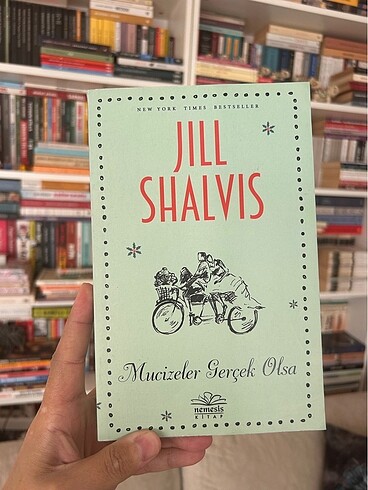 NEW YORK TIMES BESTSELLER
JILL
SHALVIS
Mucizeler Gerçek Olsa
nemesis
KİTAP